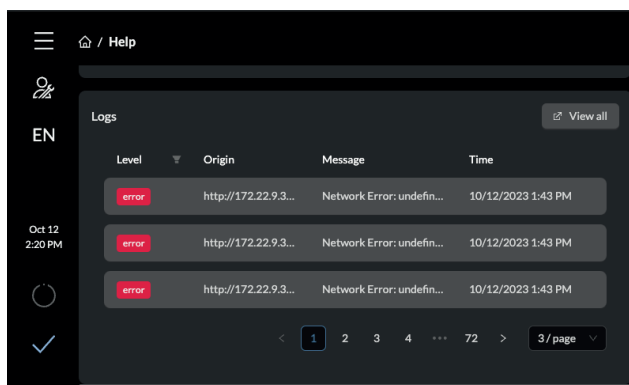 / Help
Logs
View all
EN
Level Origin Message Time
error http://172.22.9.3... Network Error: undefin... 10/12/2023 1:43 PM
error http://172.22.9.3... Network Error: undefin... 10/12/2023 1:43 PM
Oct 12
2:20 PM
error http://172.22.9.3... Network Error: undefin... 10/12/2023 1:43 PM
< 1 2 3 4 ••• 72 > 3 / page